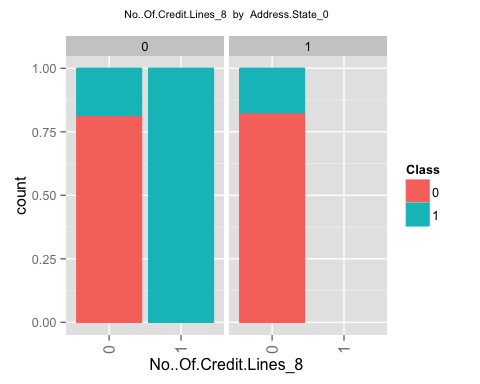 No..Of.Credit.Lines_8 by Address.State_0
0 1
1.00
0.75
0.50
0.25
0.00
count
0 1 0 1
No..Of.Credit.Lines_8
Class
0
1